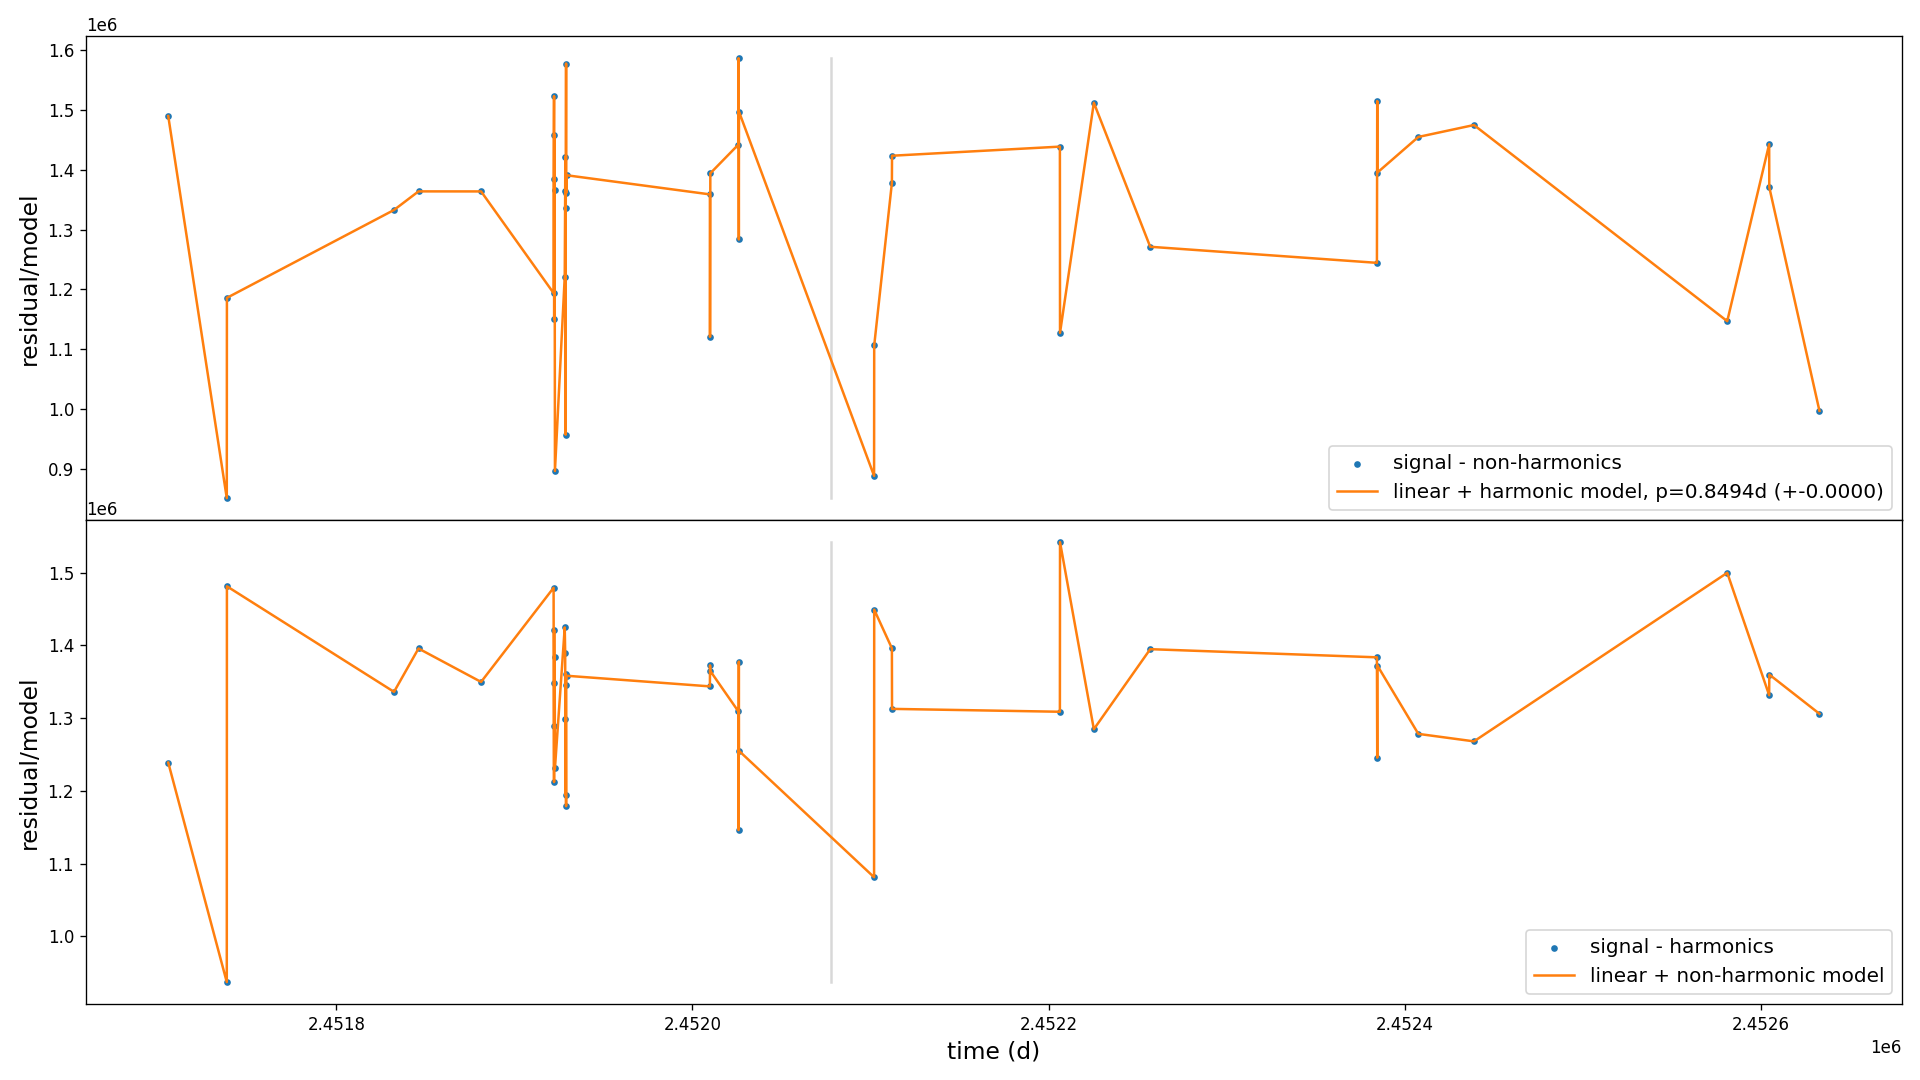 1e6
1.6
1.5
1.4
1.3
1.2
1.1
1.0
0.9
residual/model
signal - non-harmonics
linear + harmonic model, p=0.8494d (+-0.0000)
1e6
1.5
1.4
1.3
1.2
1.1
1.0
residual/model
signal - harmonics
linear + non-harmonic model
2.4518 2.4520 2.4522 2.4524 2.4526
time (d)
1e6